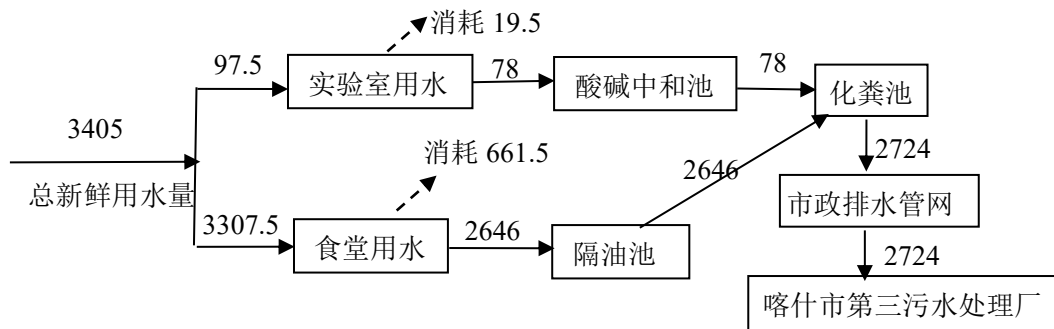 消耗 19.5
97.5
实验室用水
78
酸碱中和池
78
化粪池
3405
总新鲜用水量
消耗 661.5
2646
2724
市政排水管网
3307.5
食堂用水
2646
隔油池
2724
喀什市第三污水处理厂